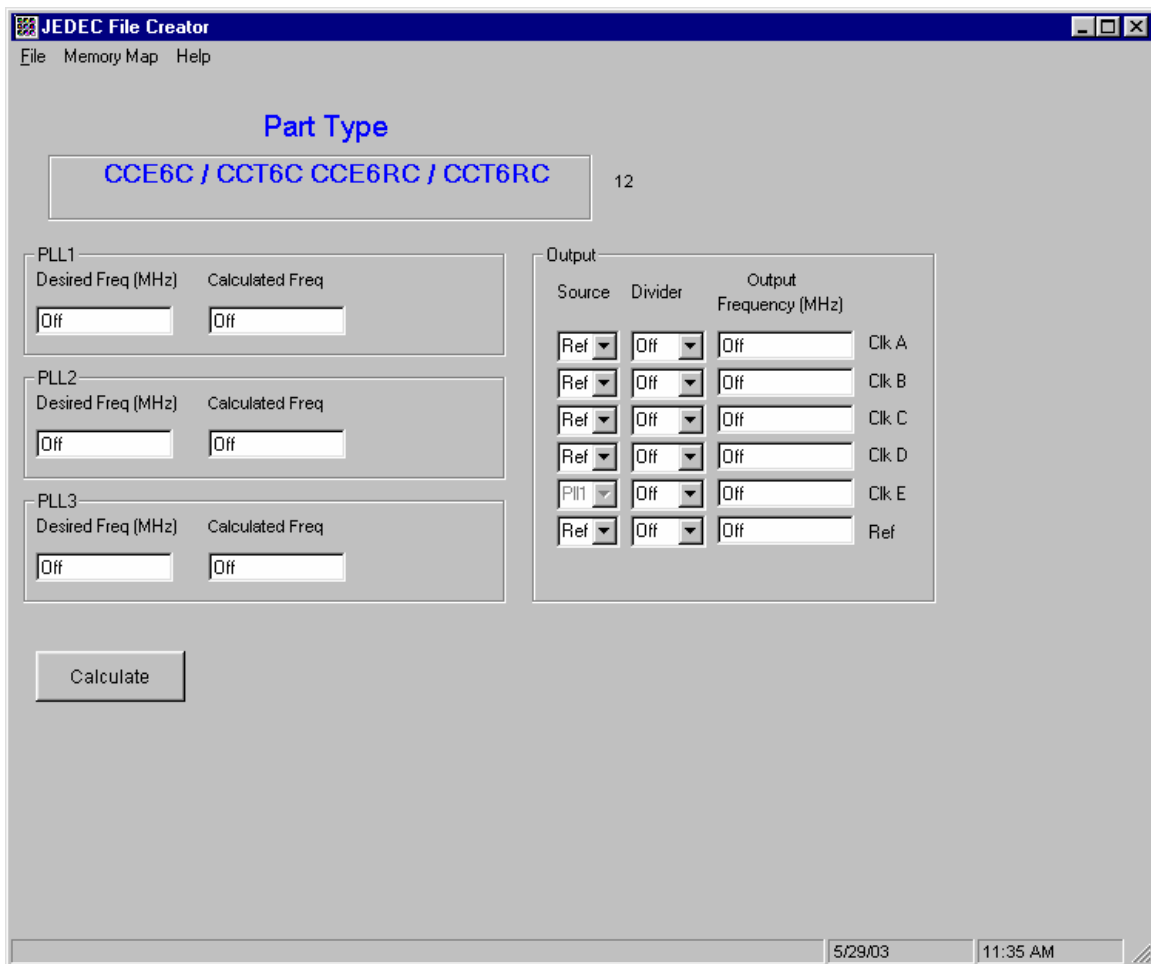 JEDEC File Creator
File Memory Map Help
Part Type
CCE6C / CCT6C CCE6RC / CCT6RC
12
PLL1
Desired Freq (MHz) Calculated Freq
Off Off
PLL2
Desired Freq (MHz) Calculated Freq
Off Off
PLL3
Desired Freq (MHz) Calculated Freq
Off Off
Output
Source Divider Output Frequency (MHz)
Ref Off Off Clk A
Ref Off Off Clk B
Ref Off Off Clk C
Ref Off Off Clk D
Pll1 Off Off Clk E
Ref Off Off Ref
Calculate
5/29/03 11:35 AM